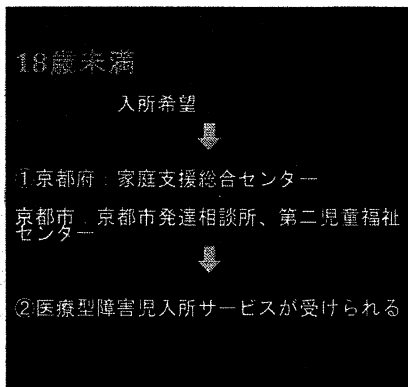 18歳未満
入所希望
①京都府：家庭支援総合センター
京都市：京都市発達相談所、第二児童福祉
センター
②医療型障害児入所サービスが受けられる